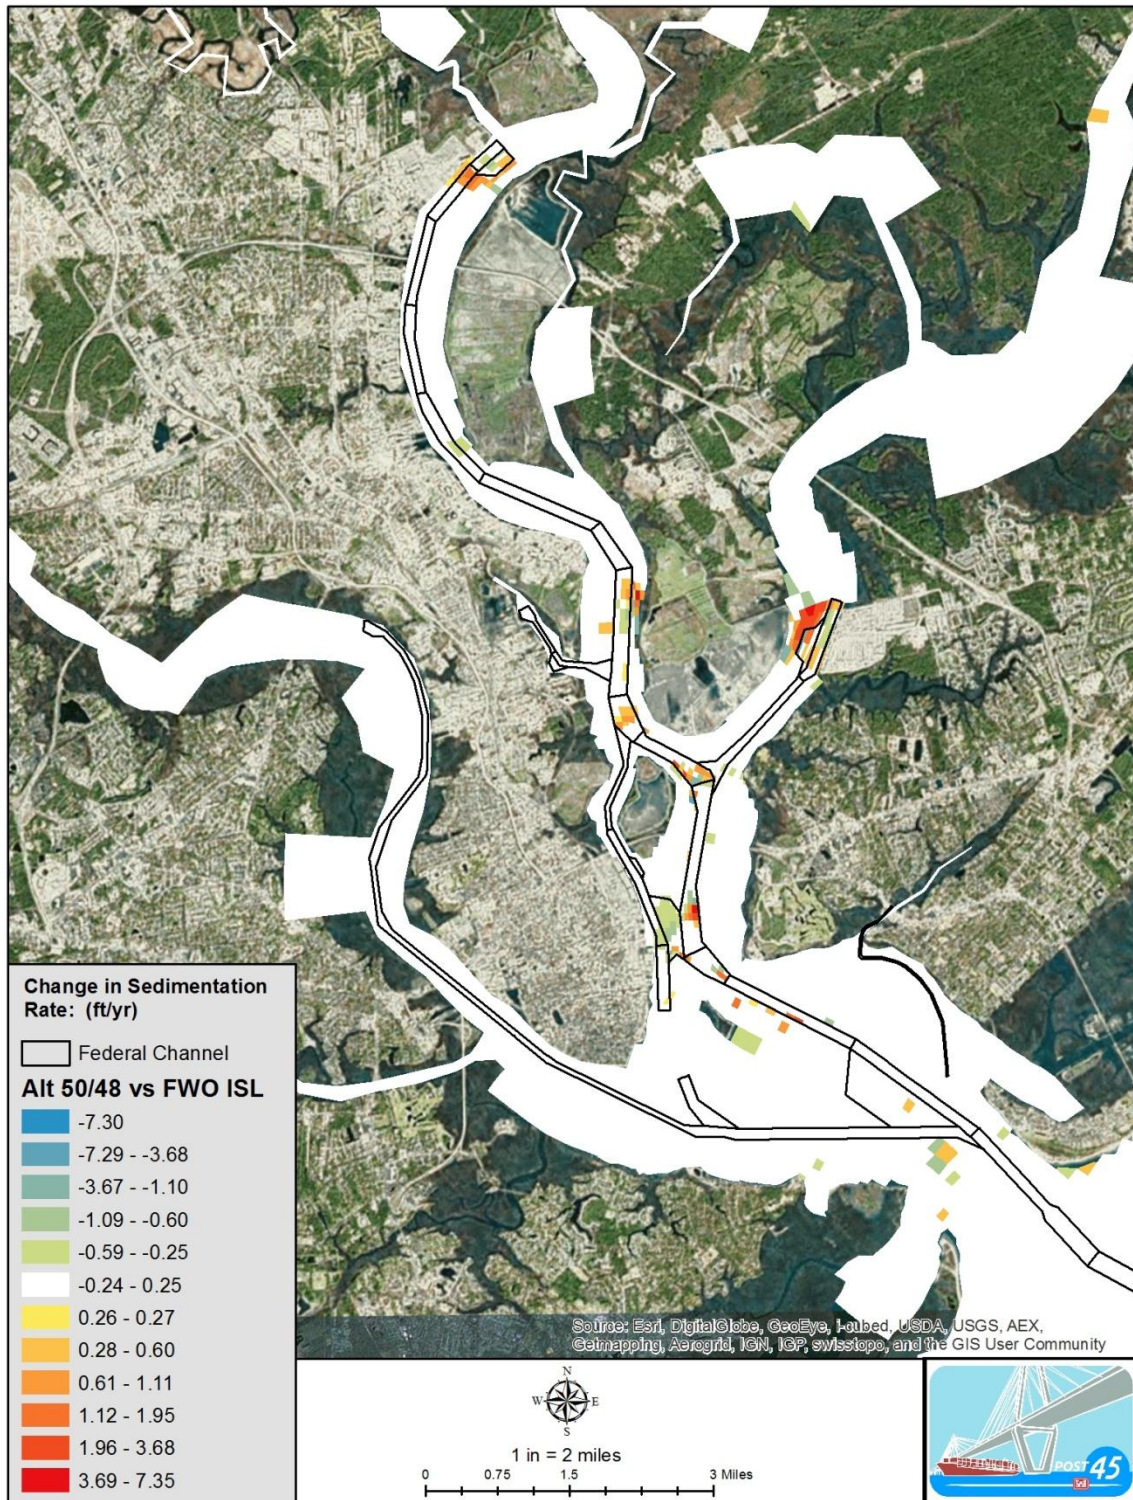 Source: Esri, DigitalGlobe, GeoEye, i-cubed, USDA, USGS, AEX,
Getmapping, Aerogrid, IGN, IGP, swisstopo, and the GIS User Community
Change in Sedimentation
Rate: (ft/yr)
Federal Channel
Alt 50/48 vs FWO ISL
-7.30
-7.29 - -3.68
-3.67 - -1.10
-1.09 - -0.60
-0.59 - -0.25
-0.24 - 0.25
0.26 - 0.27
0.28 - 0.60
0.61 - 1.11
1.12 - 1.95
1.96 - 3.68
3.69 - 7.35
N
W E
S
1 in = 2 miles
0 0.75 1.5 3 Miles
POST 45